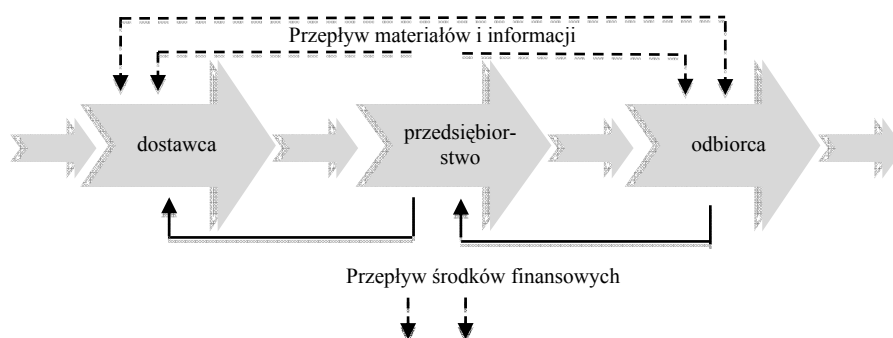 Przepływ materiałów i informacji
dostawca
przedsiębior-
stwo
odbiorca
Przepływ środków finansowych